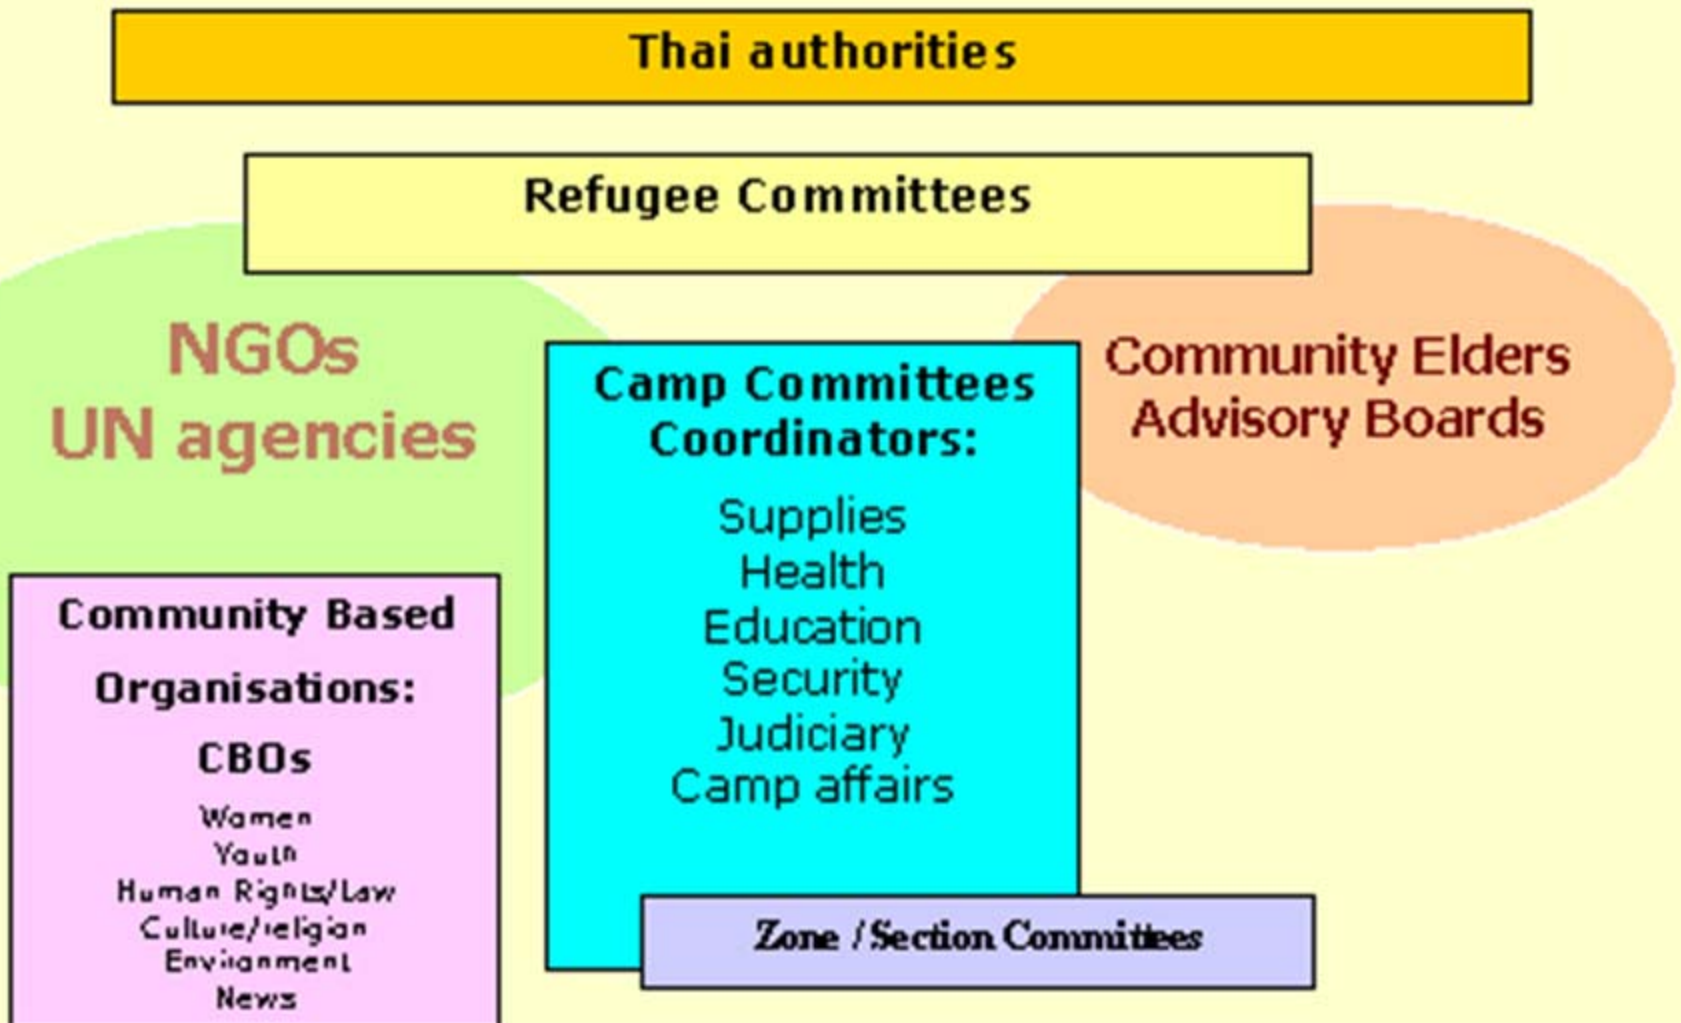 Thai authorities
Refugee Committees
NGOs
UN agencies
Community Elders
Advisory Boards
Camp Committees
Coordinators:
Supplies
Health
Education
Security
Judiciary
Camp affairs
Community Based
Organisations:
CBOs
Women
Youth
Human Rights/Law
Culture/religion
Environment
News
Zone / Section Committees